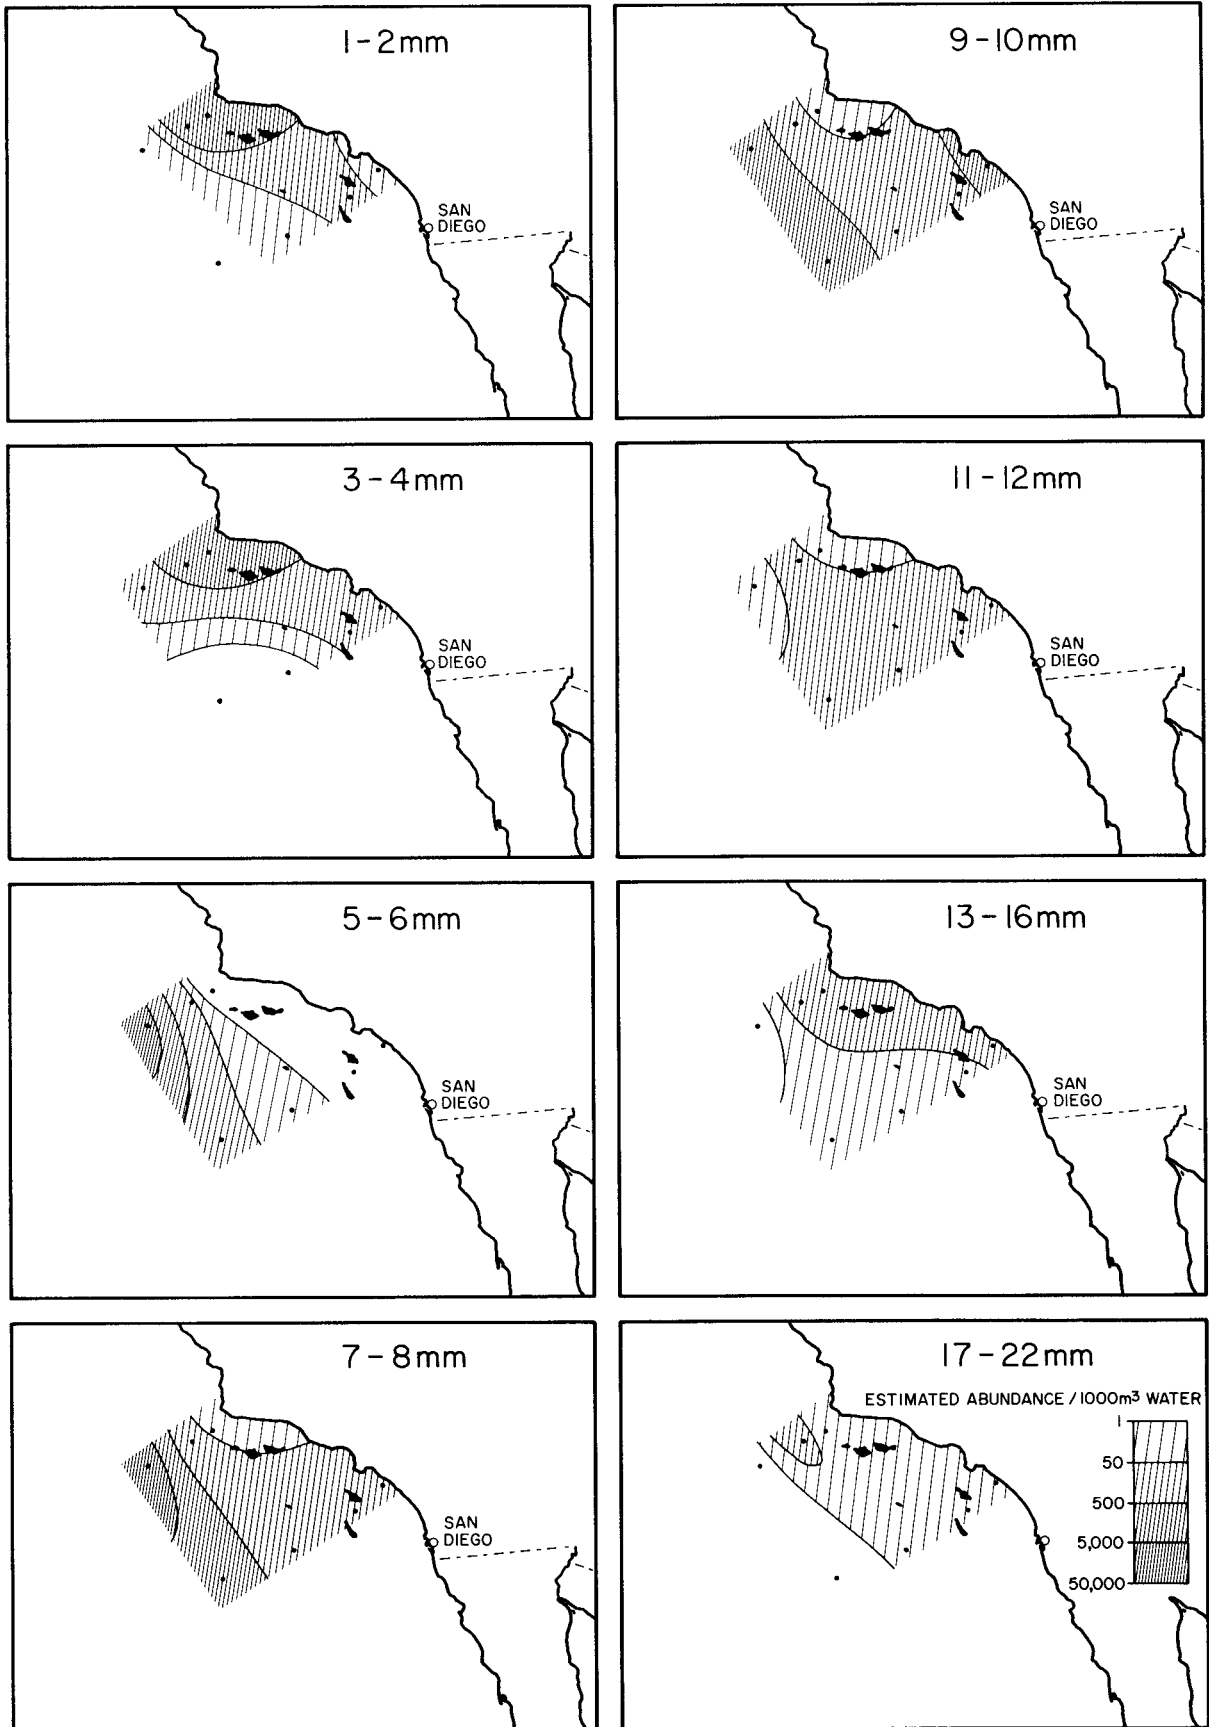 1-2mm
SAN
DIEGO
9-10mm
SAN
DIEGO
3-4mm
SAN
DIEGO
11-12mm
SAN
DIEGO
5-6mm
SAN
DIEGO
13-16mm
SAN
DIEGO
7-8mm
SAN
DIEGO
17-22mm
ESTIMATED ABUNDANCE / 1000m³ WATER
1
50
500
5,000
50,000